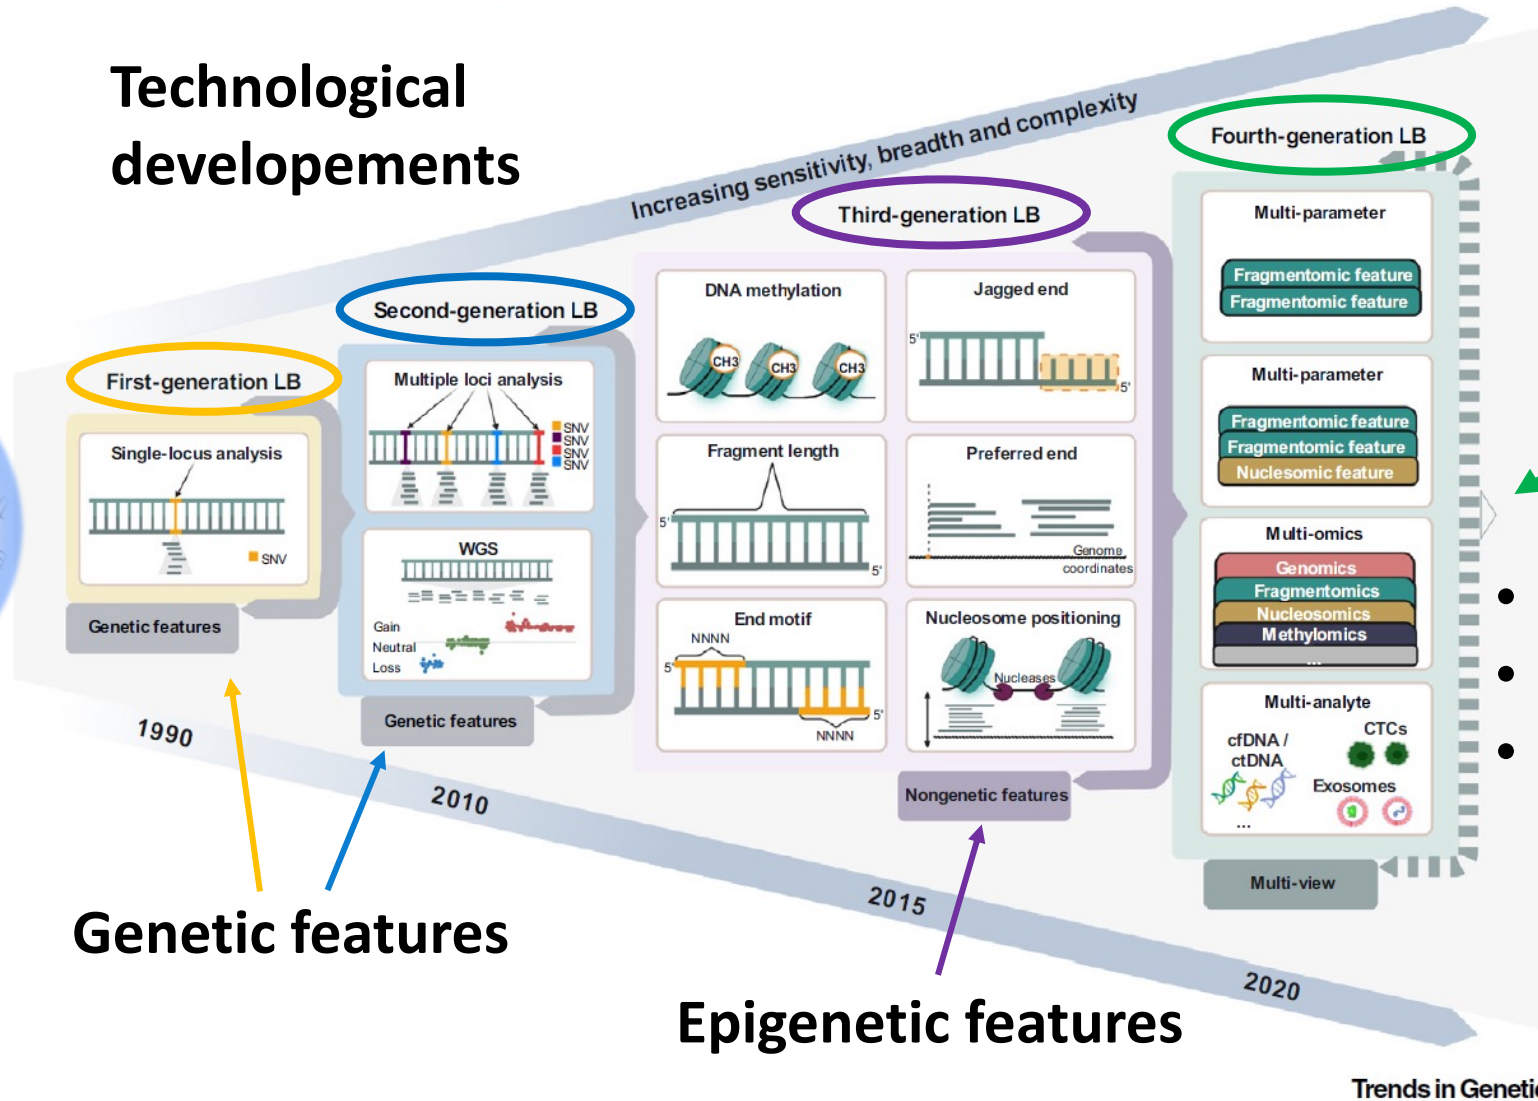 Technological
developements
Increasing sensitivity, breadth and complexity
First-generation LB
Single-locus analysis
SNV
Genetic features
Second-generation LB
Multiple loci analysis
SNV
SNV
SNV
SNV
WGS
Gain
Neutral
Loss
Genetic features
Third-generation LB
DNA methylation
CH3
CH3
CH3
Jagged end
5'
5'
Fragment length
5'
5'
Preferred end
Genome
coordinates
End motif
NNNN
5'
5'
NNNN
Nucleosome positioning
Nucleases
Nongenetic features
Fourth-generation LB
Multi-parameter
Fragmentomic feature
Fragmentomic feature
Multi-parameter
Fragmentomic feature
Fragmentomic feature
Nuclesomic feature
Multi-omics
Genomics
Fragmentomics
Nucleosomics
Methylomics
...
Multi-analyte
cfDNA /
ctDNA
...
CTCs
Exosomes
Multi-view
1990
2010
2015
2020
Genetic features
Epigenetic features
Trends in Genetic